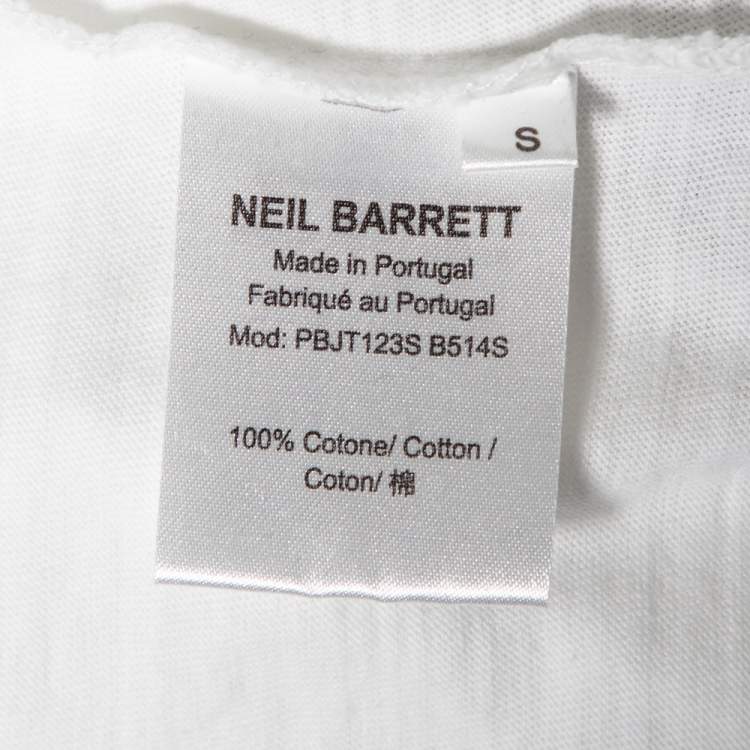 S
NEIL BARRETT
Made in Portugal
Fabriqué au Portugal
Mod: PBJT123S B514S
100% Cotone/ Cotton /
Coton/ 棉